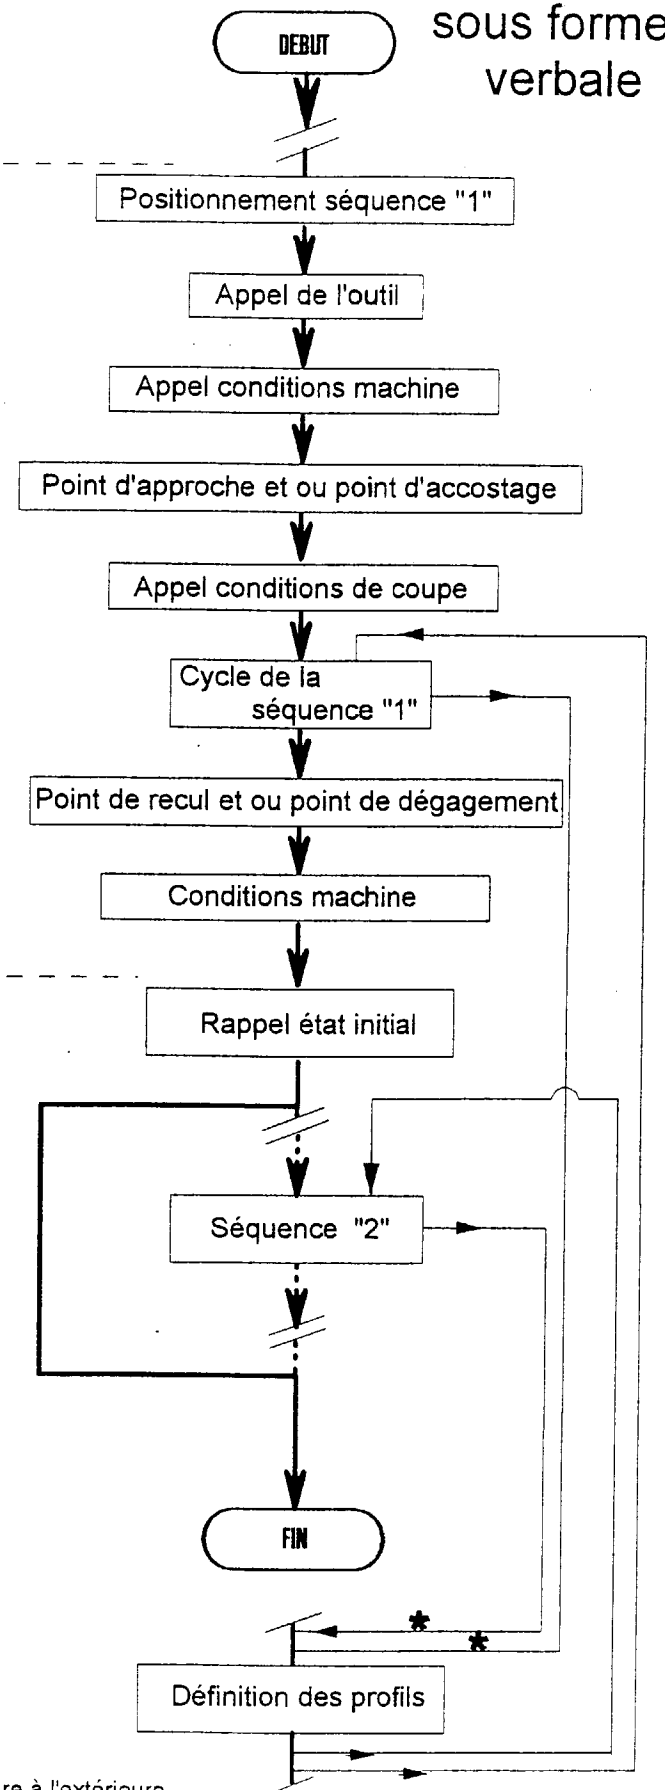 sous forme
verbale
DEBUT
Positionnement séquence "1"
Appel de l'outil
Appel conditions machine
Point d'approche et ou point d'accostage
Appel conditions de coupe
Cycle de la
séquence "1"
Point de recul et ou point de dégagement
Conditions machine
Rappel état initial
Séquence "2"
FIN
*
*
Définition des profils
re à l'extérieure